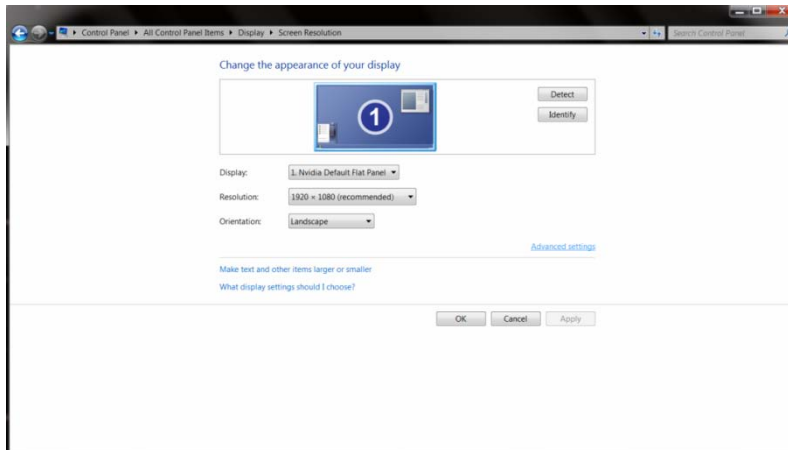 Control Panel ▸ All Control Panel Items ▸ Display ▸ Screen Resolution
Search Control Panel
Change the appearance of your display
1
Detect
Identify
Display: 1. Nvidia Default Flat Panel
Resolution: 1920 × 1080 (recommended)
Orientation: Landscape
Advanced settings
Make text and other items larger or smaller
What display settings should I choose?
OK Cancel Apply